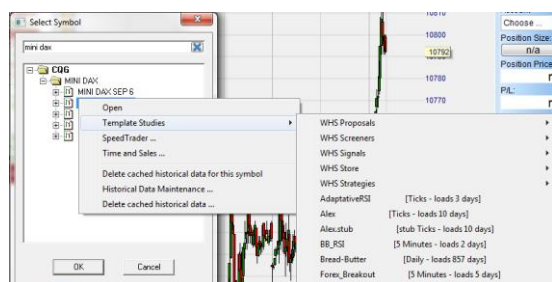 Select Symbol
mini dax
CQG
MINI DAX
MINI DAX SEP 6
Open
Template Studies
SpeedTrader ...
Time and Sales ...
Delete cached historical data for this symbol
Historical Data Maintenance ...
Delete cached historical data ...
OK
Cancel
WHS Proposals
WHS Screeners
WHS Signals
WHS Store
WHS Strategies
AdaptativeRSI [Ticks - loads 3 days]
Alex [Ticks - loads 10 days]
Alex.stub [stub Ticks - loads 10 days]
BB_RSI [5 Minutes - loads 2 days]
Bread-Butter [Daily - loads 857 days]
Forex_Breakout [5 Minutes - loads 5 days]
10810
10800
10792
10780
10770
Choose ...
Position Size:
n/a
Position Price
P/L: